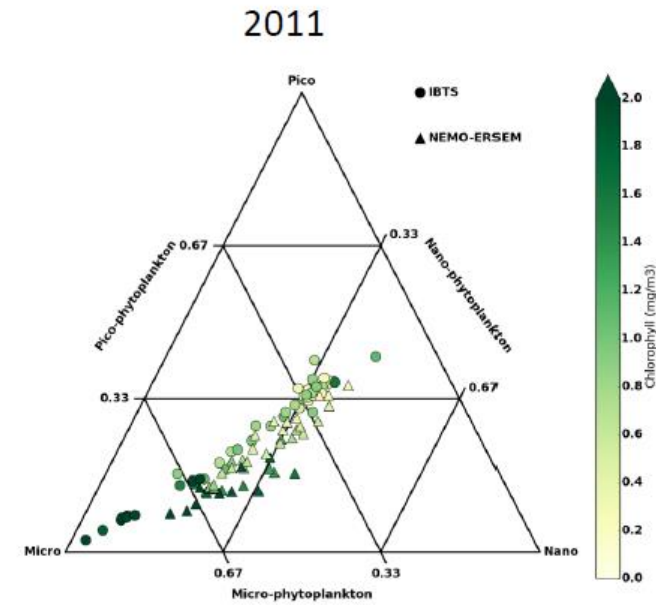 2011
Pico
IBTS
NEMO-ERSEM
Pico-phytoplankton
Nano-phytoplankton
0.67
0.33
0.33
0.67
Micro
Nano
0.67
0.33
Micro-phytoplankton
2.0
1.8
1.6
1.4
1.2
1.0
0.8
0.6
0.4
0.2
0.0
Chlorophyll (mg/m3)